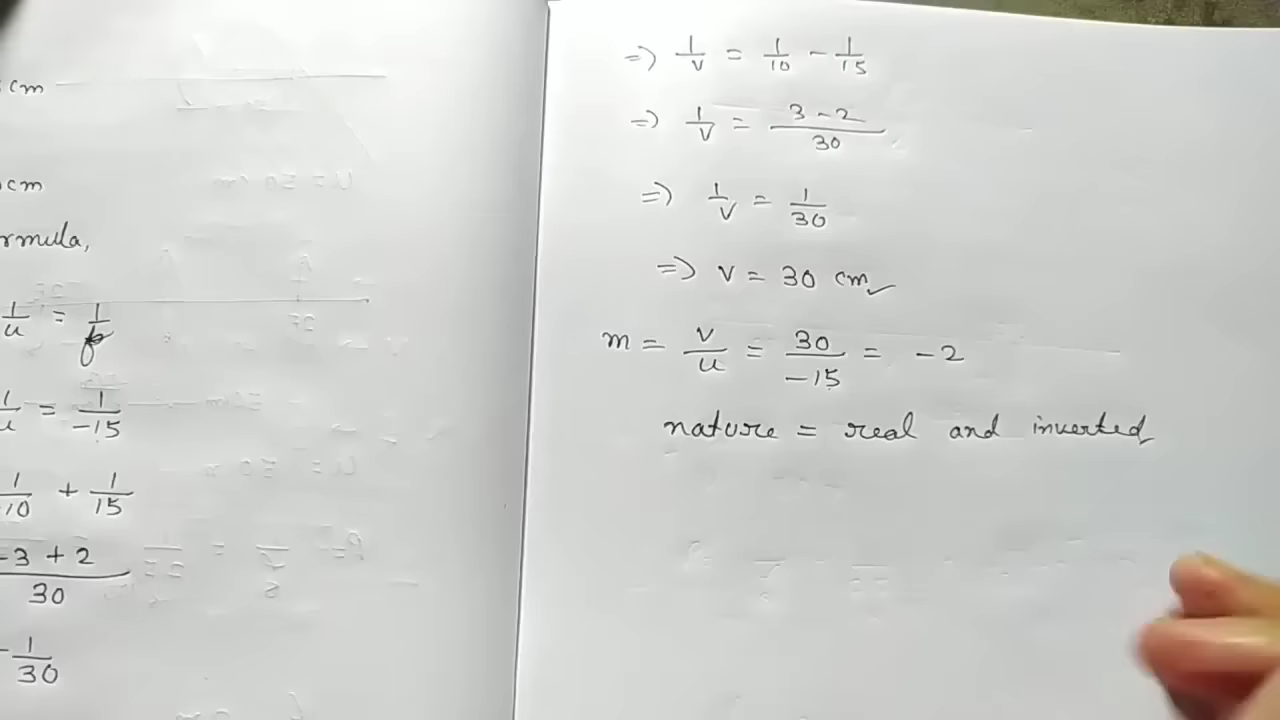 cm
cm
rmula,
1/u = 1/f
1/u = 1/-15
1/10 + 1/15
-3 + 2/30
-1/30
=> 1/v = 1/10 - 1/15
=> 1/v = 3-2/30
=> 1/v = 1/30
=> v = 30 cm
m = v/u = 30/-15 = -2
nature = real and inverted